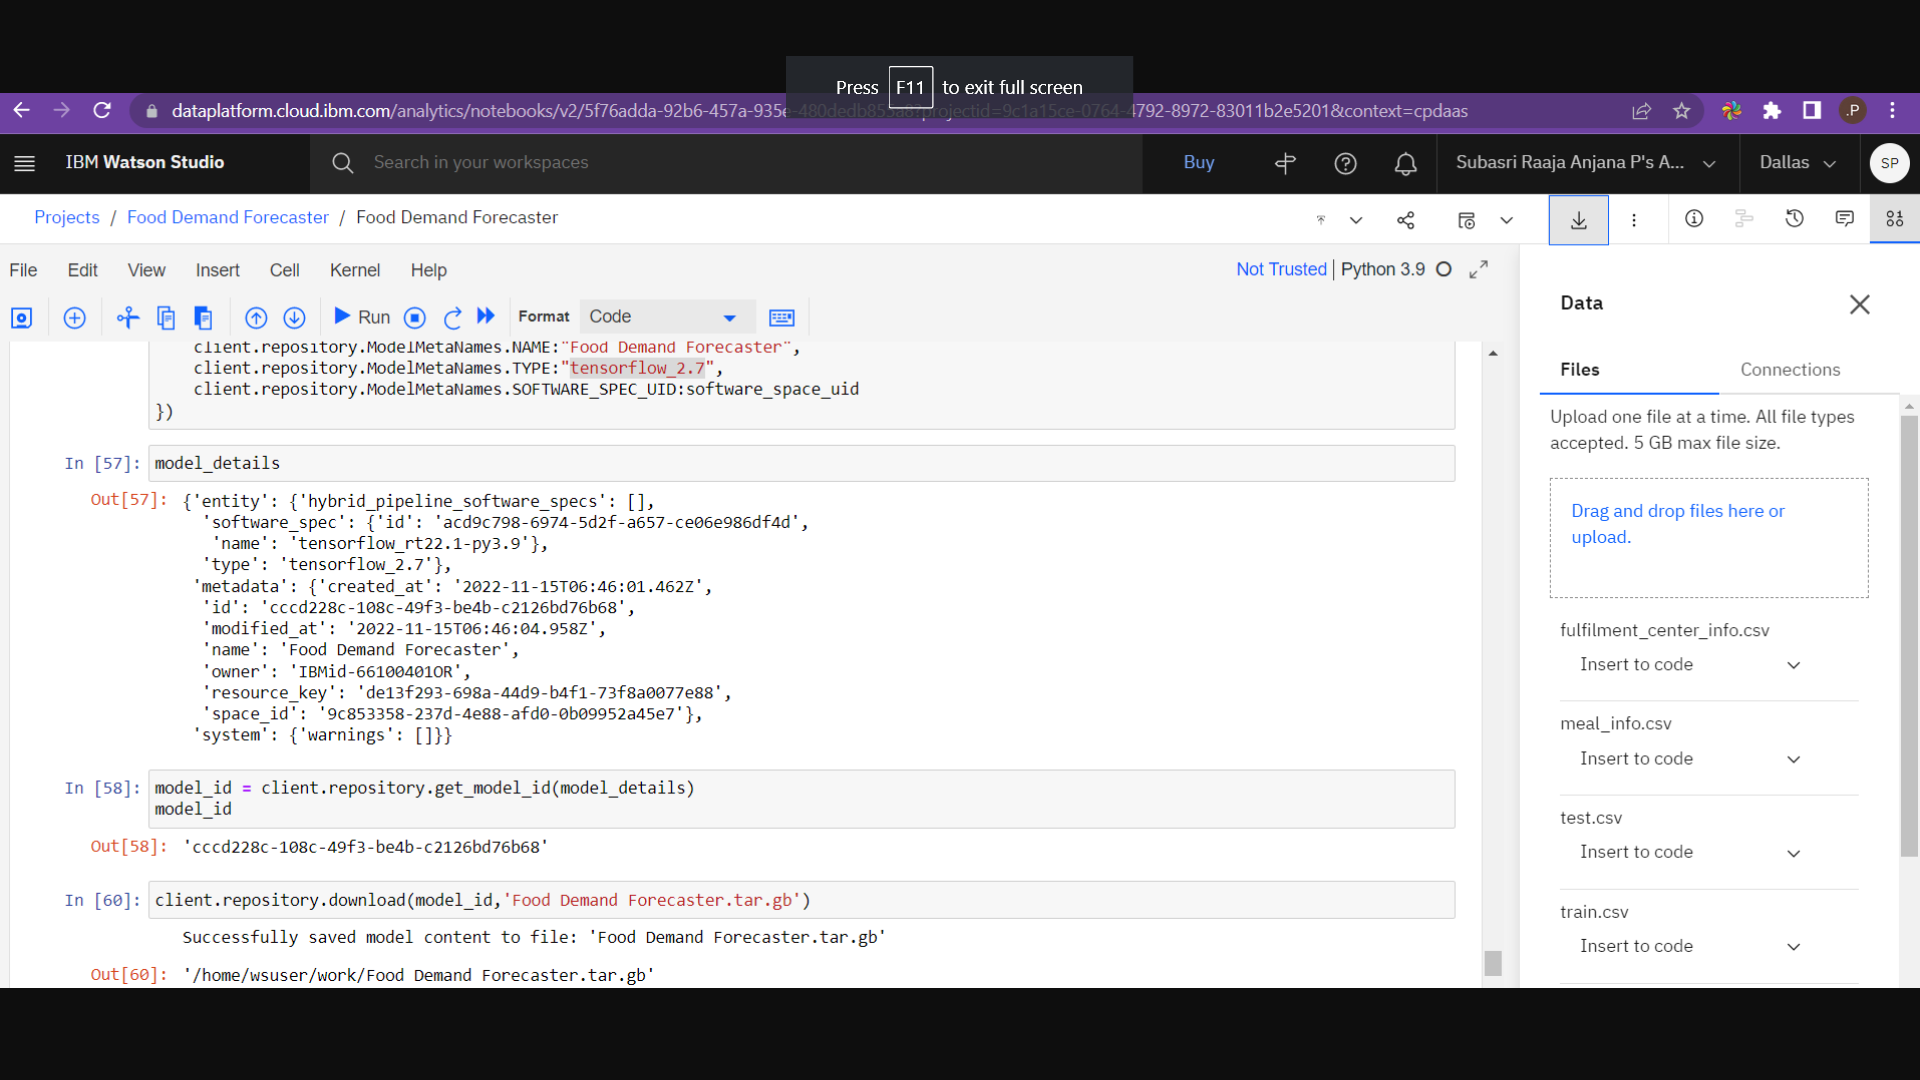 Press F11 to exit full screen
dataplatform.cloud.ibm.com/analytics/notebooks/v2/5f76adda-92b6-457a-935e-480dedb853a8?projectid=9c1a15ce-0764-4792-8972-83011b2e5201&context=cpdaas
.P
IBM Watson Studio
Search in your workspaces
Buy
Subasri Raaja Anjana P's A...
Dallas
SP
Projects / Food Demand Forecaster / Food Demand Forecaster
File Edit View Insert Cell Kernel Help
Not Trusted | Python 3.9
Run
Format
Code
client.repository.ModelMetaNames.NAME:"Food Demand Forecaster",
client.repository.ModelMetaNames.TYPE:"tensorflow_2.7",
client.repository.ModelMetaNames.SOFTWARE_SPEC_UID:software_space_uid
})
In [57]: model_details
Out[57]: {'entity': {'hybrid_pipeline_software_specs': [],
'software_spec': {'id': 'acd9c798-6974-5d2f-a657-ce06e986df4d',
'name': 'tensorflow_rt22.1-py3.9'},
'type': 'tensorflow_2.7'},
'metadata': {'created_at': '2022-11-15T06:46:01.462Z',
'id': 'cccd228c-108c-49f3-be4b-c2126bd76b68',
'modified_at': '2022-11-15T06:46:04.958Z',
'name': 'Food Demand Forecaster',
'owner': 'IBMid-66100401OR',
'resource_key': 'de13f293-698a-44d9-b4f1-73f8a0077e88',
'space_id': '9c853358-237d-4e88-afd0-0b09952a45e7'},
'system': {'warnings': []}}
In [58]: model_id = client.repository.get_model_id(model_details)
model_id
Out[58]: 'cccd228c-108c-49f3-be4b-c2126bd76b68'
In [60]: client.repository.download(model_id,'Food Demand Forecaster.tar.gb')
Successfully saved model content to file: 'Food Demand Forecaster.tar.gb'
Out[60]: '/home/wsuser/work/Food Demand Forecaster.tar.gb'
Data
Files
Connections
Upload one file at a time. All file types
accepted. 5 GB max file size.
Drag and drop files here or
upload.
fulfilment_center_info.csv
Insert to code
meal_info.csv
Insert to code
test.csv
Insert to code
train.csv
Insert to code